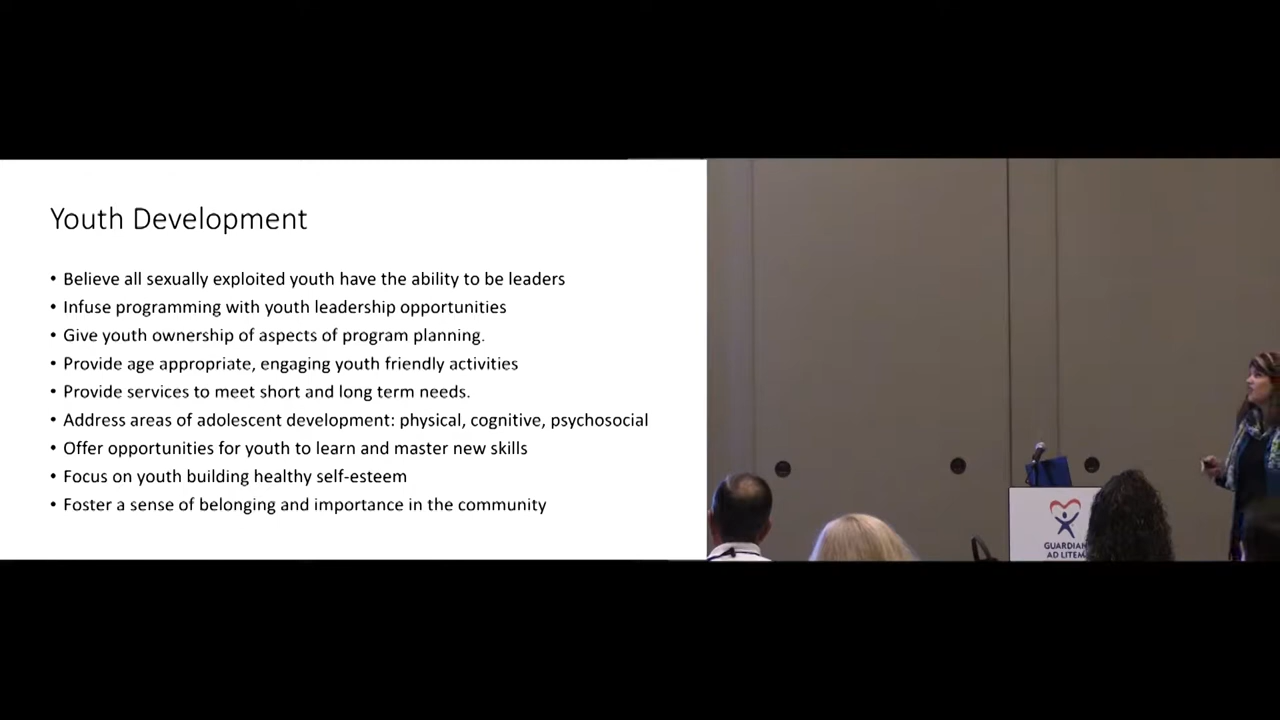 Youth Development
• Believe all sexually exploited youth have the ability to be leaders
• Infuse programming with youth leadership opportunities
• Give youth ownership of aspects of program planning.
• Provide age appropriate, engaging youth friendly activities
• Provide services to meet short and long term needs.
• Address areas of adolescent development: physical, cognitive, psychosocial
• Offer opportunities for youth to learn and master new skills
• Focus on youth building healthy self-esteem
• Foster a sense of belonging and importance in the community
GUARDIAN
AD LITEM